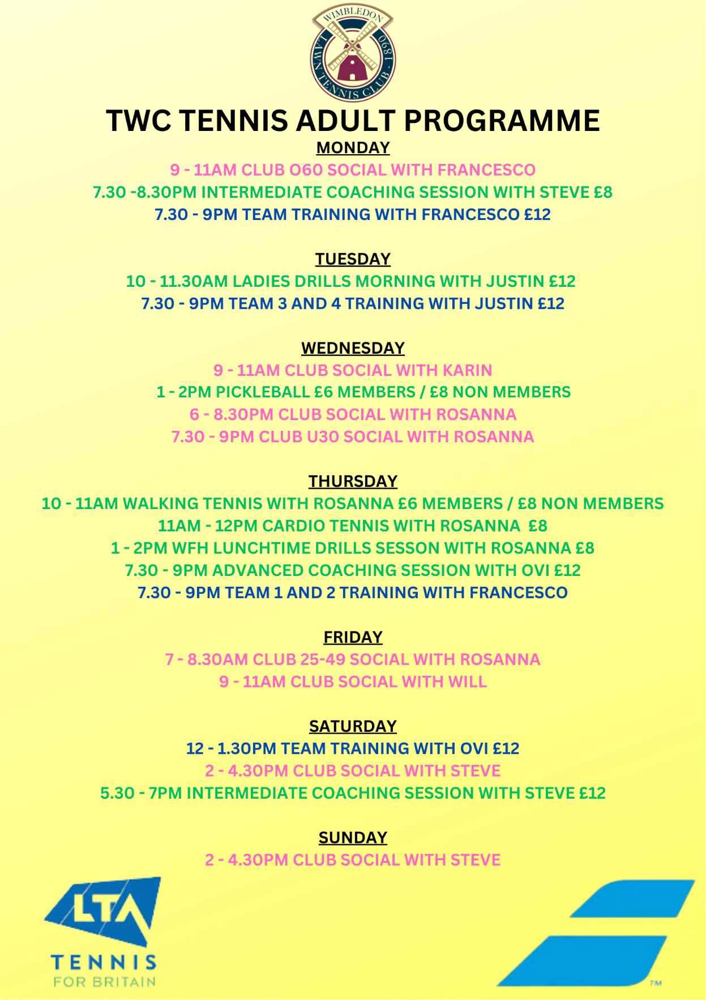 WIMBLEDON
LAWN TENNIS CLUB - 1890
TWC TENNIS ADULT PROGRAMME
MONDAY
9 - 11AM CLUB O60 SOCIAL WITH FRANCESCO
7.30 -8.30PM INTERMEDIATE COACHING SESSION WITH STEVE £8
7.30 - 9PM TEAM TRAINING WITH FRANCESCO £12
TUESDAY
10 - 11.30AM LADIES DRILLS MORNING WITH JUSTIN £12
7.30 - 9PM TEAM 3 AND 4 TRAINING WITH JUSTIN £12
WEDNESDAY
9 - 11AM CLUB SOCIAL WITH KARIN
1 - 2PM PICKLEBALL £6 MEMBERS / £8 NON MEMBERS
6 - 8.30PM CLUB SOCIAL WITH ROSANNA
7.30 - 9PM CLUB U30 SOCIAL WITH ROSANNA
THURSDAY
10 - 11AM WALKING TENNIS WITH ROSANNA £6 MEMBERS / £8 NON MEMBERS
11AM - 12PM CARDIO TENNIS WITH ROSANNA £8
1 - 2PM WFH LUNCHTIME DRILLS SESSON WITH ROSANNA £8
7.30 - 9PM ADVANCED COACHING SESSION WITH OVI £12
7.30 - 9PM TEAM 1 AND 2 TRAINING WITH FRANCESCO
FRIDAY
7 - 8.30AM CLUB 25-49 SOCIAL WITH ROSANNA
9 - 11AM CLUB SOCIAL WITH WILL
SATURDAY
12 - 1.30PM TEAM TRAINING WITH OVI £12
2 - 4.30PM CLUB SOCIAL WITH STEVE
5.30 - 7PM INTERMEDIATE COACHING SESSION WITH STEVE £12
SUNDAY
2 - 4.30PM CLUB SOCIAL WITH STEVE
LTA
TENNIS
FOR BRITAIN
TM